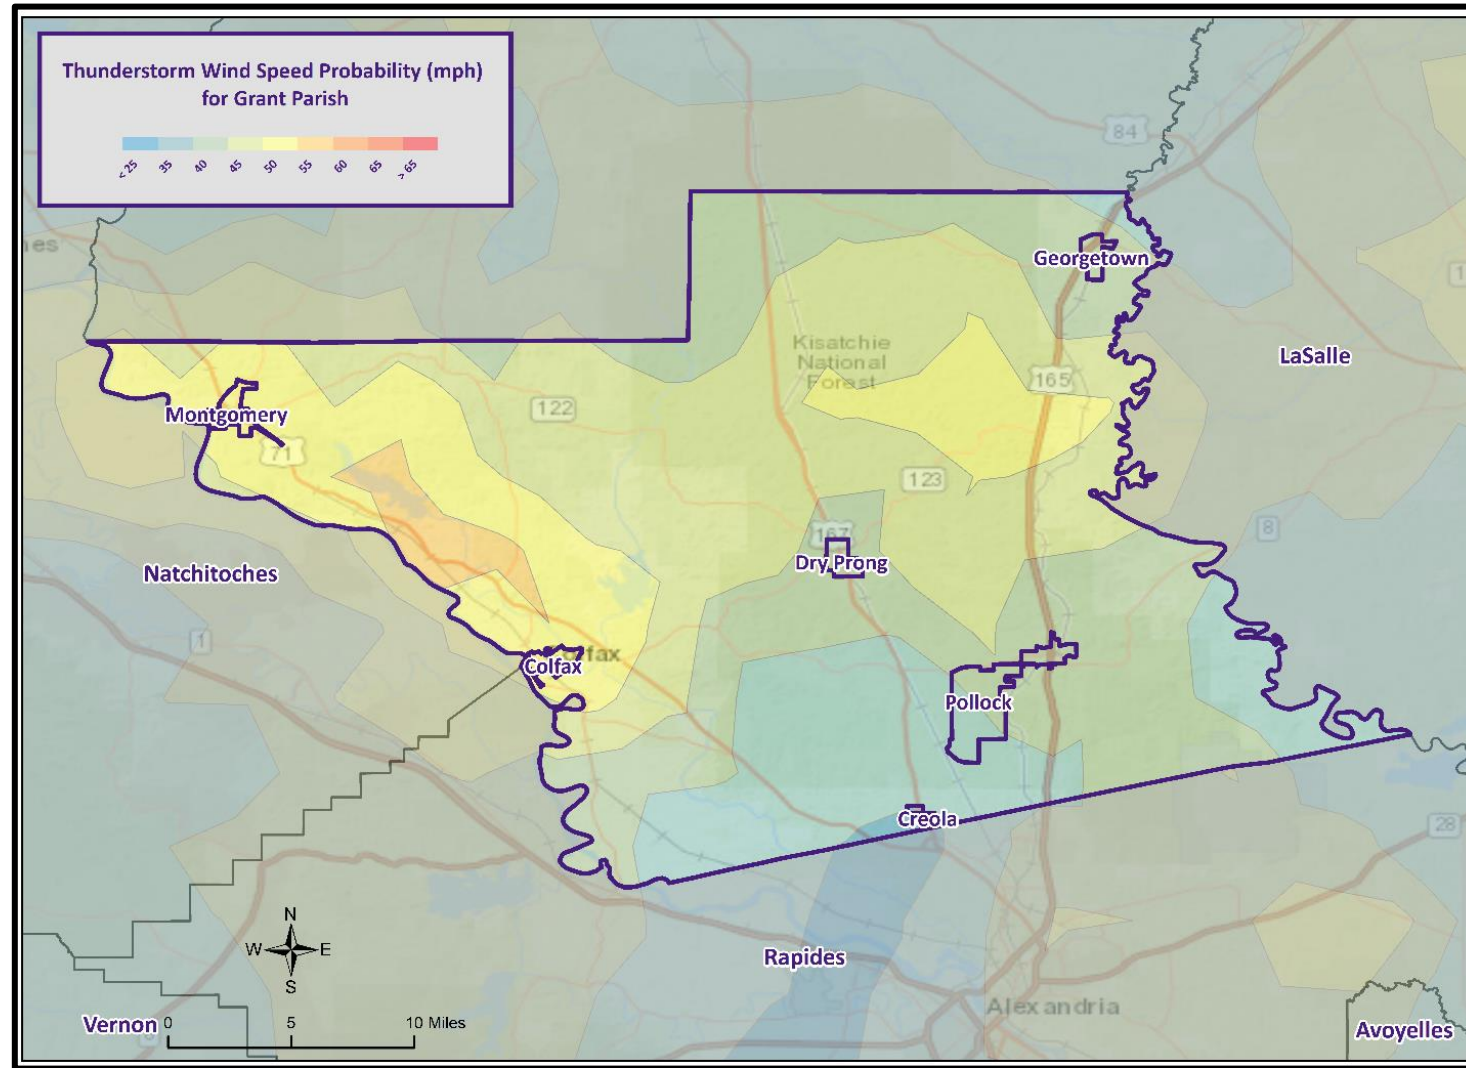 Thunderstorm Wind Speed Probability (mph)
for Grant Parish
< 25
35
40
45
50
55
60
65
> 65
84
Georgetown
Kisatchie
National
Forest
LaSalle
165
122
Montgomery
71
123
167
8
Dry Prong
Natchitoches
1
Colfax
Pollock
Creola
28
N
W E
S
Rapides
Alexandria
Vernon
0 5 10 Miles
Avoyelles